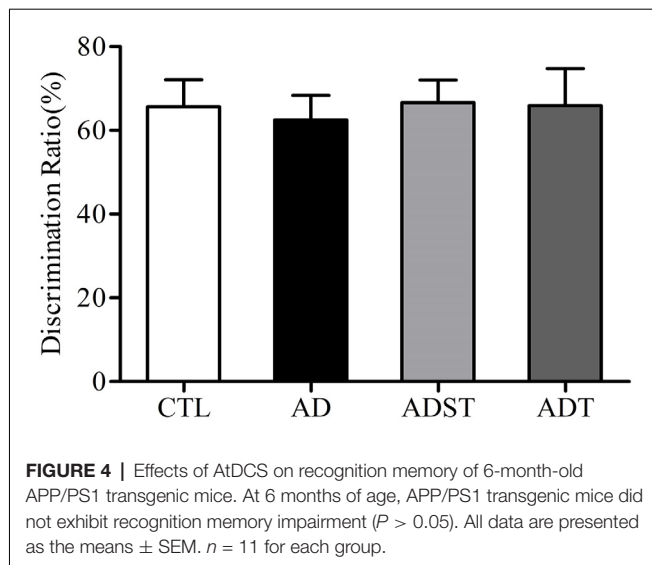 80
60
40
20
0
Discrimination Ratio(%)
CTL AD ADST ADT
FIGURE 4 | Effects of AtDCS on recognition memory of 6-month-old
APP/PS1 transgenic mice. At 6 months of age, APP/PS1 transgenic mice did
not exhibit recognition memory impairment (P > 0.05). All data are presented
as the means ± SEM. n = 11 for each group.